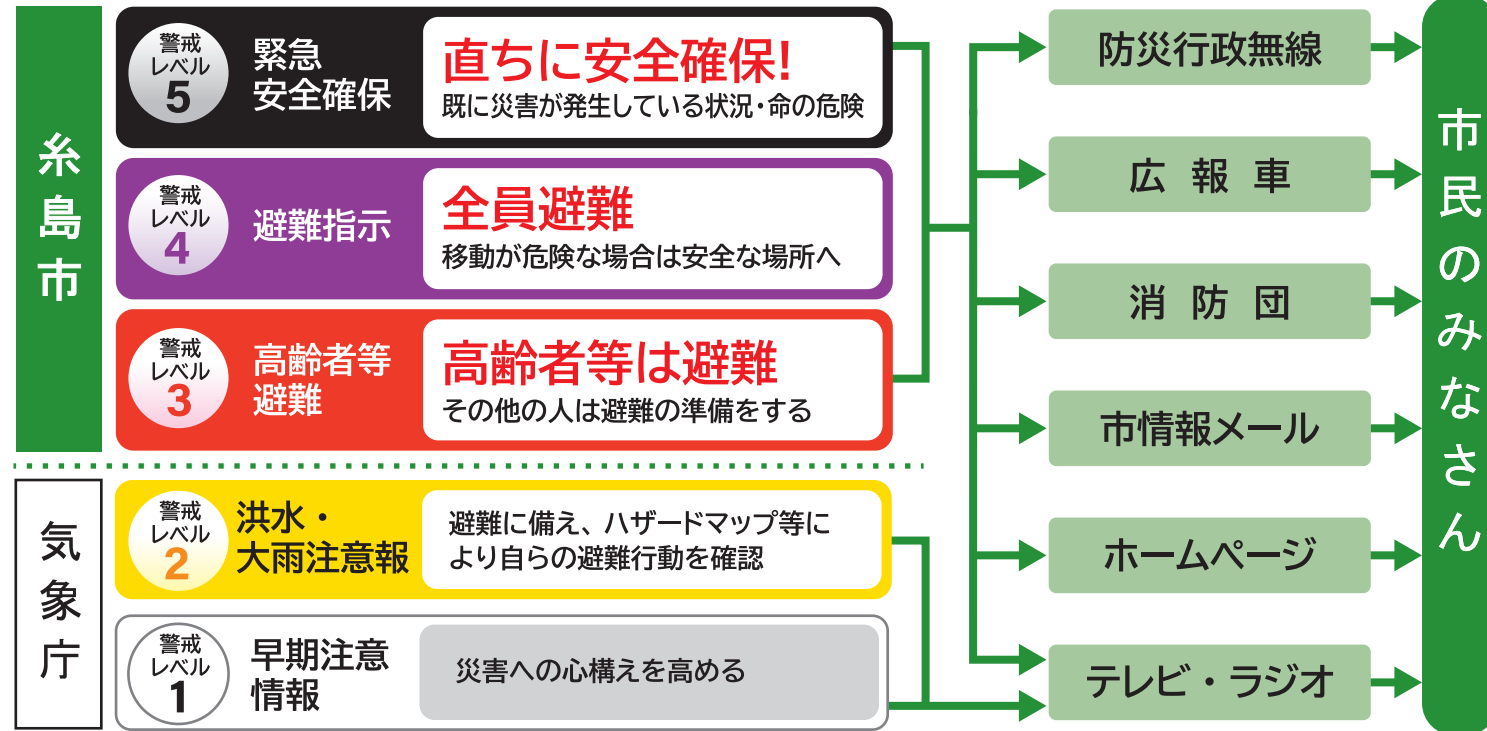 糸島市
警戒
レベル
5
緊急
安全確保
直ちに安全確保!
既に災害が発生している状況・命の危険
警戒
レベル
4
避難指示
全員避難
移動が危険な場合は安全な場所へ
警戒
レベル
3
高齢者等
避難
高齢者等は避難
その他の人は避難の準備をする
気象庁
警戒
レベル
2
洪水・
大雨注意報
避難に備え、ハザードマップ等に
より自らの避難行動を確認
警戒
レベル
1
早期注意
情報
災害への心構えを高める
防災行政無線
広報車
消防団
市情報メール
ホームページ
テレビ・ラジオ
市民のみなさん